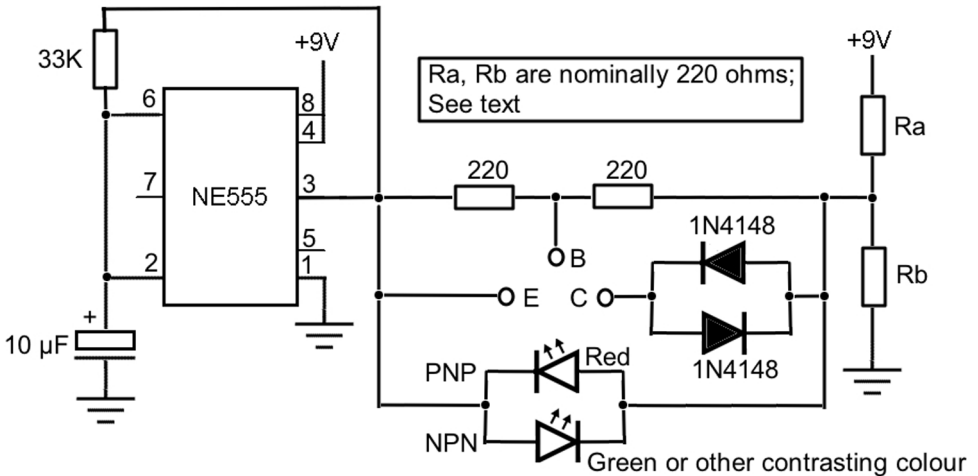 33K
+9V
+9V
Ra, Rb are nominally 220 ohms;
See text
6
8
4
Ra
7
NE555
3
220
220
1N4148
5
B
2
1
Rb
E
C
+
10 µF
1N4148
PNP
Red
NPN
Green or other contrasting colour